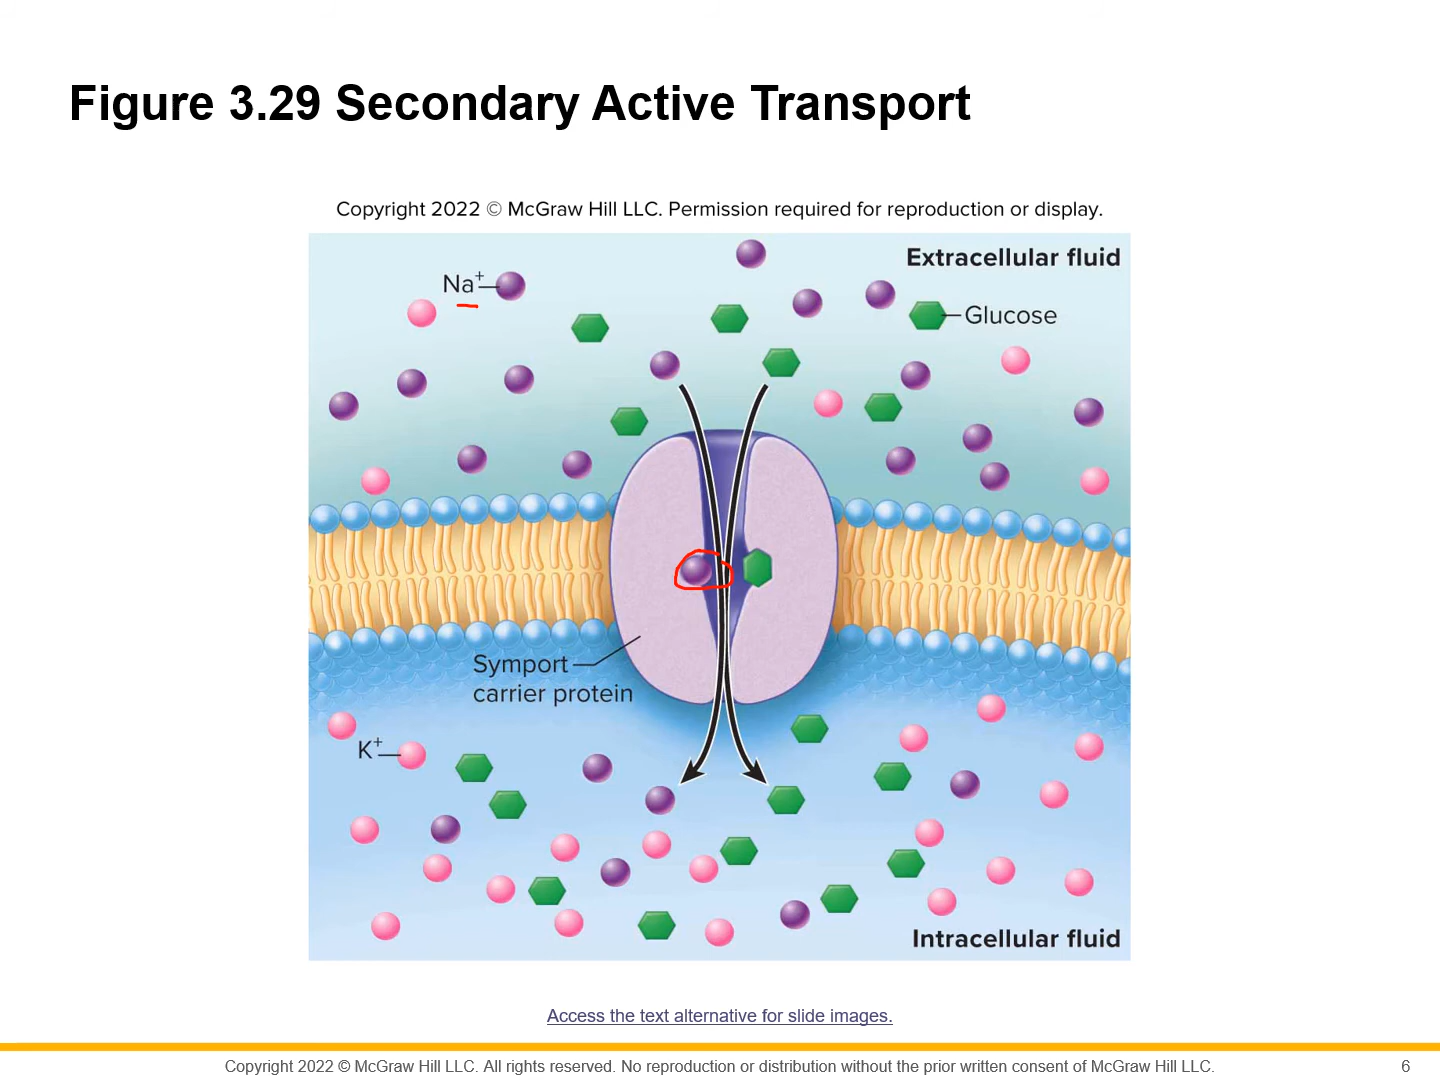 Figure 3.29 Secondary Active Transport
Copyright 2022 © McGraw Hill LLC. Permission required for reproduction or display.
Extracellular fluid
Na+
Glucose
Symport
carrier protein
K+
Intracellular fluid
Access the text alternative for slide images.
Copyright 2022 © McGraw Hill LLC. All rights reserved. No reproduction or distribution without the prior written consent of McGraw Hill LLC.
6